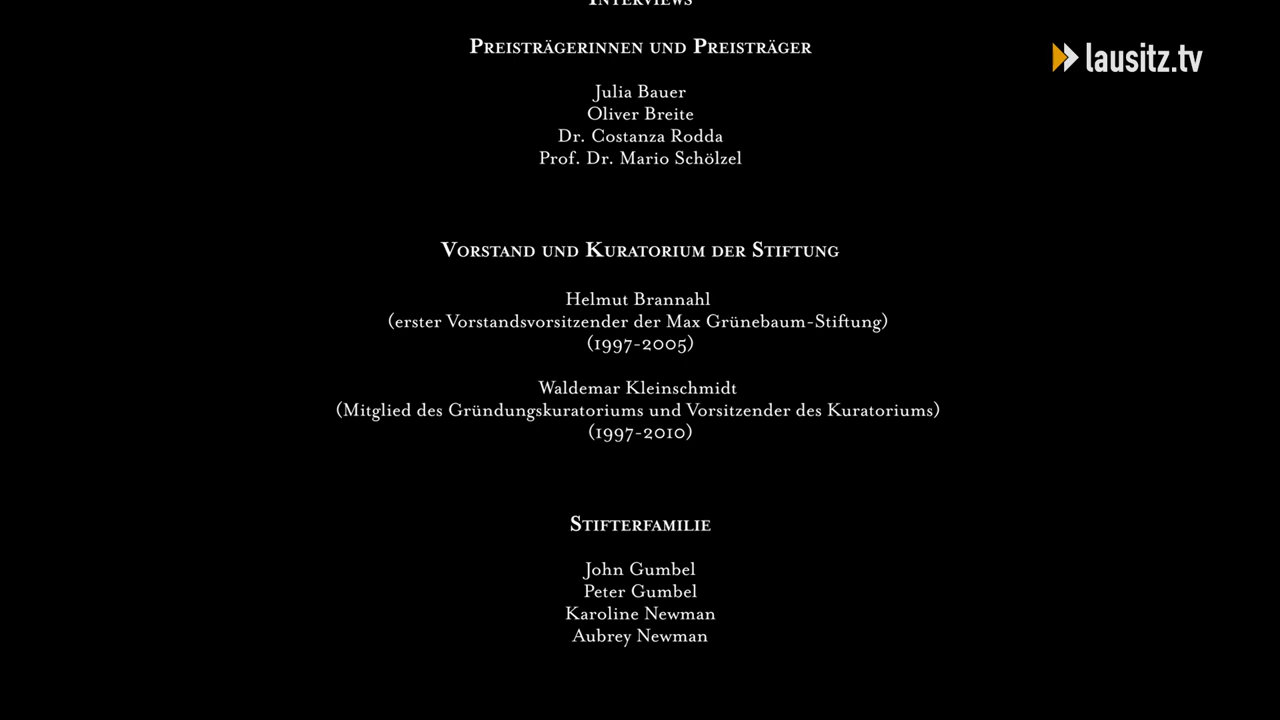 Interviews
Preisträgerinnen und Preisträger
lausitz.tv
Julia Bauer
Oliver Breite
Dr. Costanza Rodda
Prof. Dr. Mario Schölzel
Vorstand und Kuratorium der Stiftung
Helmut Brannahl
(erster Vorstandsvorsitzender der Max Grünebaum-Stiftung)
(1997-2005)
Waldemar Kleinschmidt
(Mitglied des Gründungskuratoriums und Vorsitzender des Kuratoriums)
(1997-2010)
Stifterfamilie
John Gumbel
Peter Gumbel
Karoline Newman
Aubrey Newman